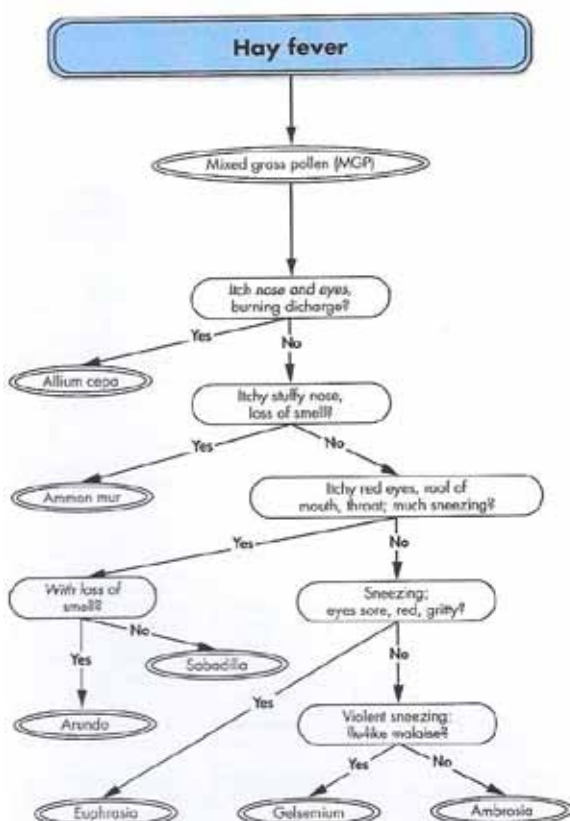 Hay fever
Mixed grass pollen (MGP)
Itch nose and eyes,
burning dicharge?
Yes
No
Allium cepa
Itchy stuffy nose,
loss of smell?
Yes
No
Ammon mur
Itchy red eyes, roof of
mouth, throat; much sneezing?
Yes
No
With loss of
smell?
Sneezing:
eyes sore, red, gritty?
No
Yes
Sabadilla
No
Yes
Arundo
Violent sneezing:
flu-like malaise?
Yes
No
Euphrasia
Gelsemium
Ambrosia